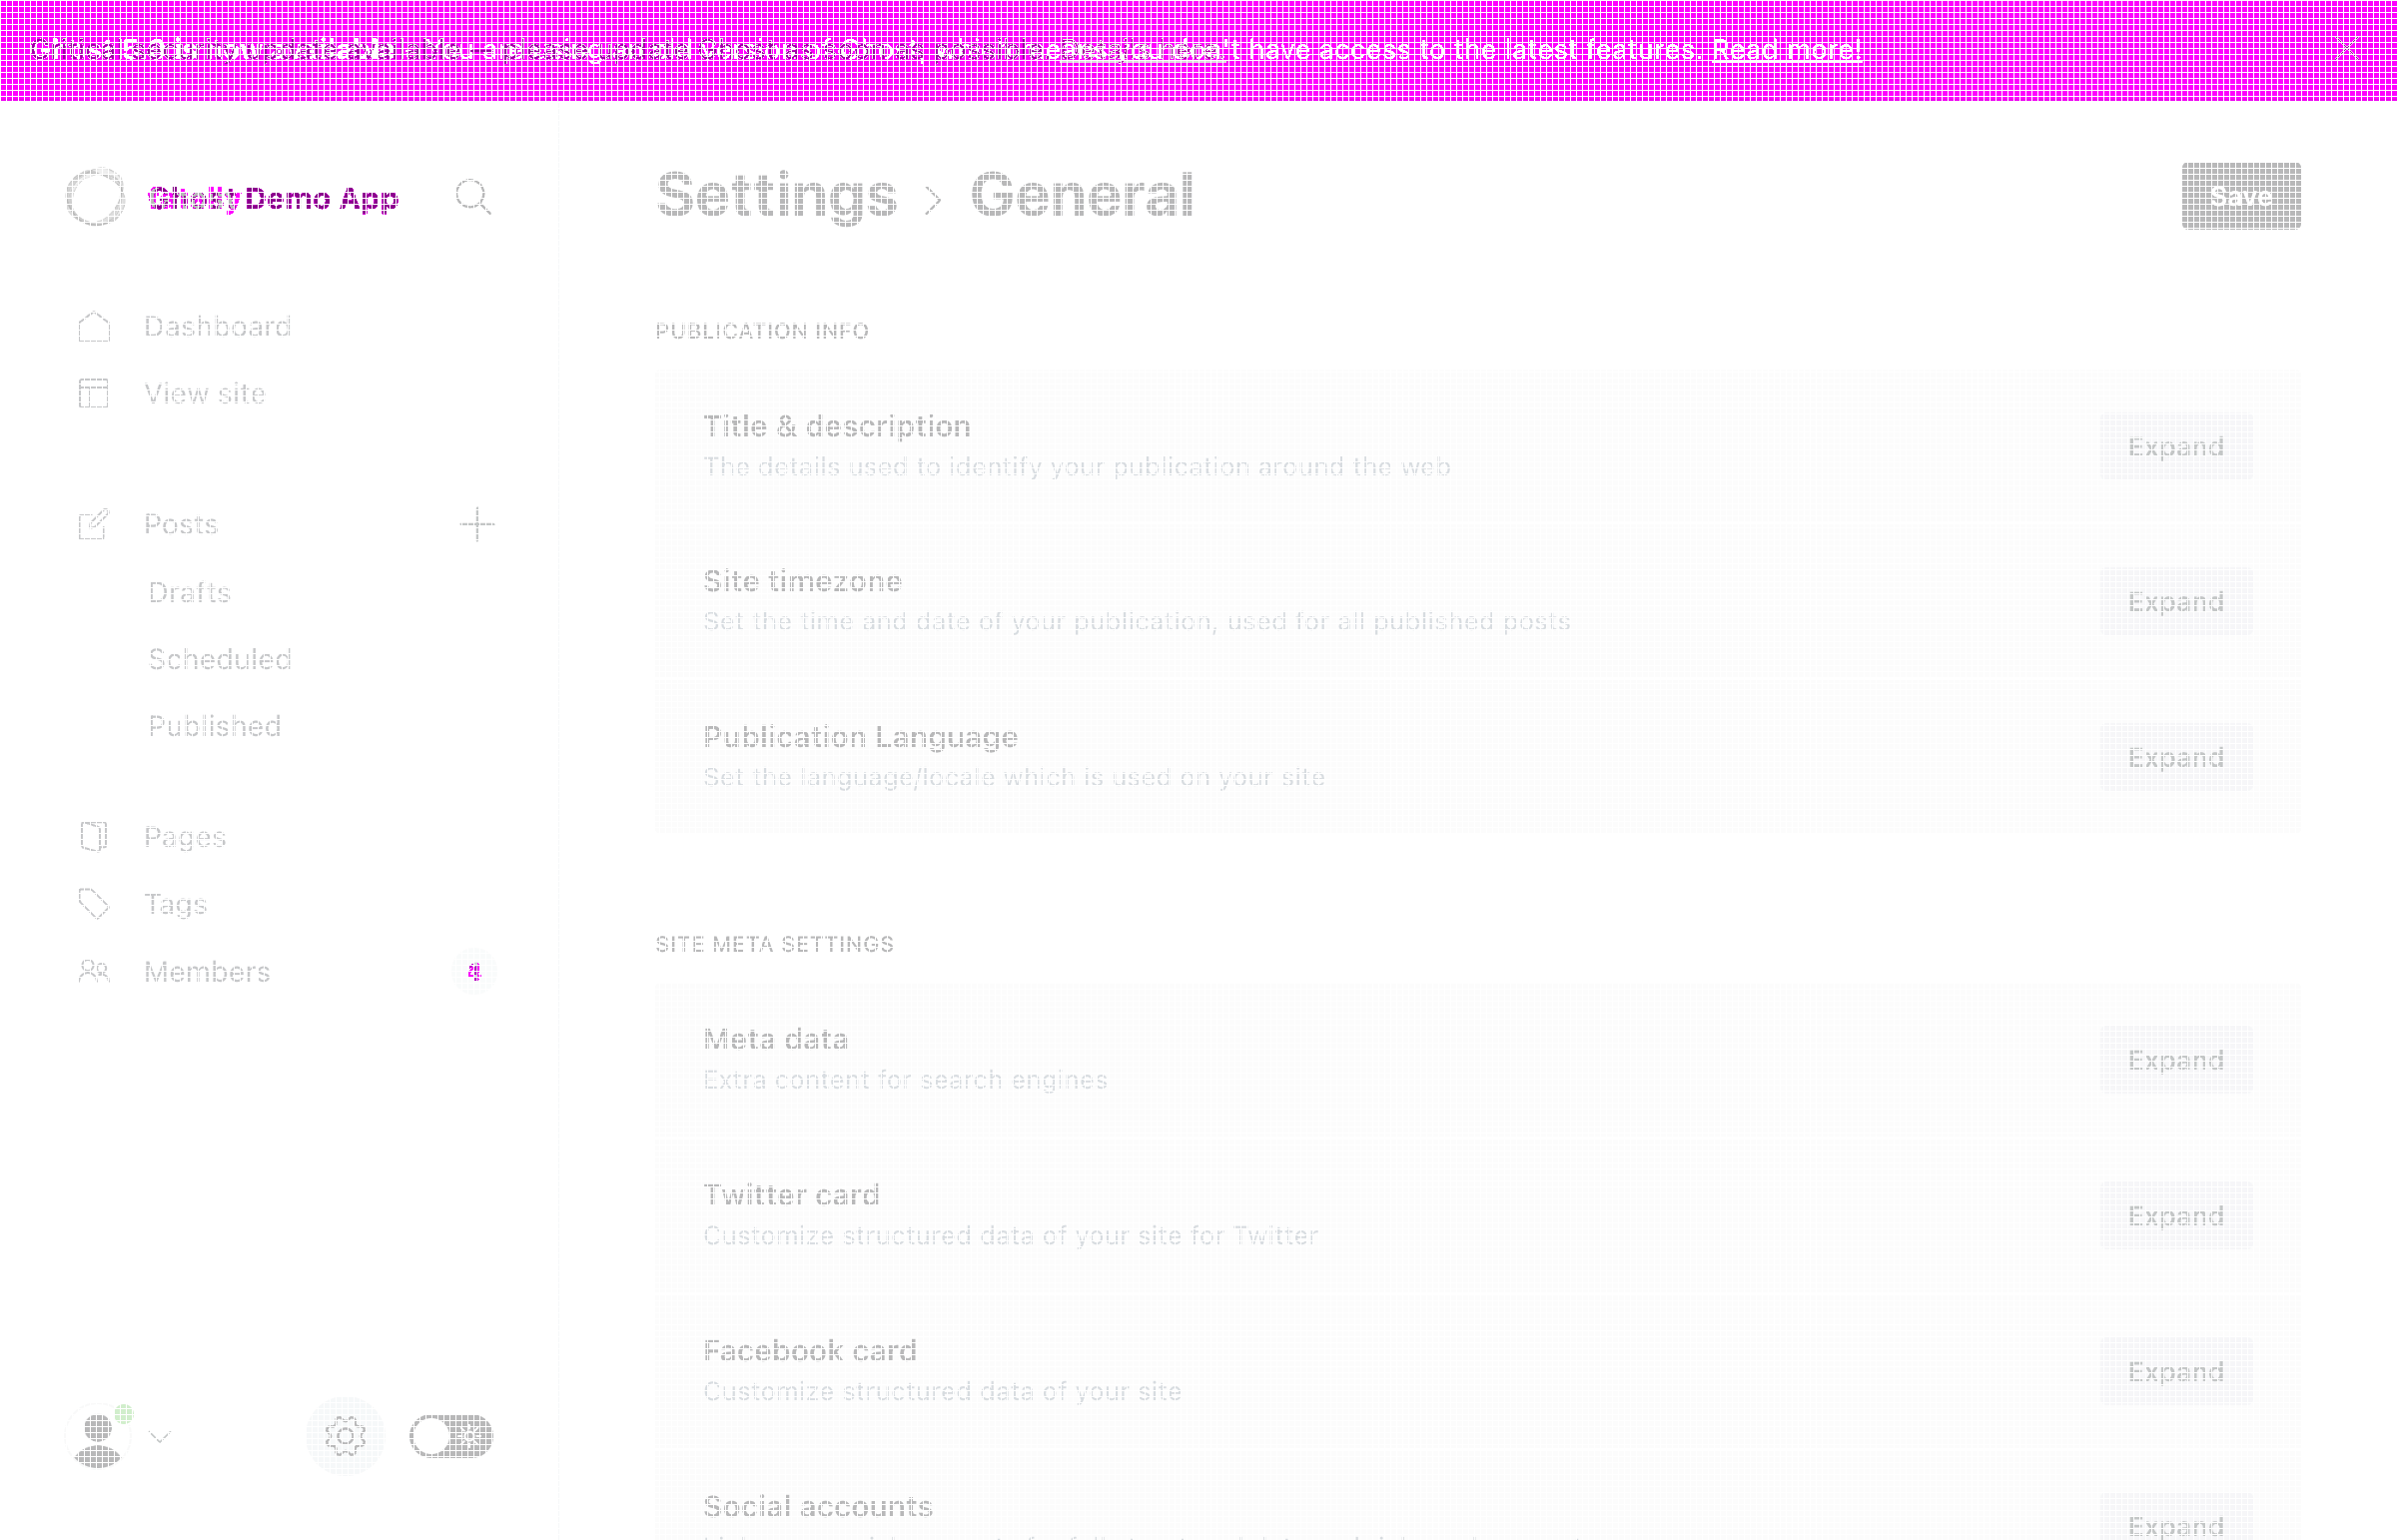 't have access to the latest features. Read more!
Demo App
Settings › General
Save
Dashboard
View site
Posts
Drafts
Scheduled
Published
Pages
Tags
Members
PUBLICATION INFO
Title & description
The details used to identify your publication around the web
Expand
Site timezone
Set the time and date of your publication, used for all published posts
Expand
Publication Language
Set the language/locale which is used on your site
Expand
SITE META SETTINGS
Meta data
Extra content for search engines
Expand
Twitter card
Customize structured data of your site for Twitter
Expand
Facebook card
Customize structured data of your site
Expand
Social accounts
Expand